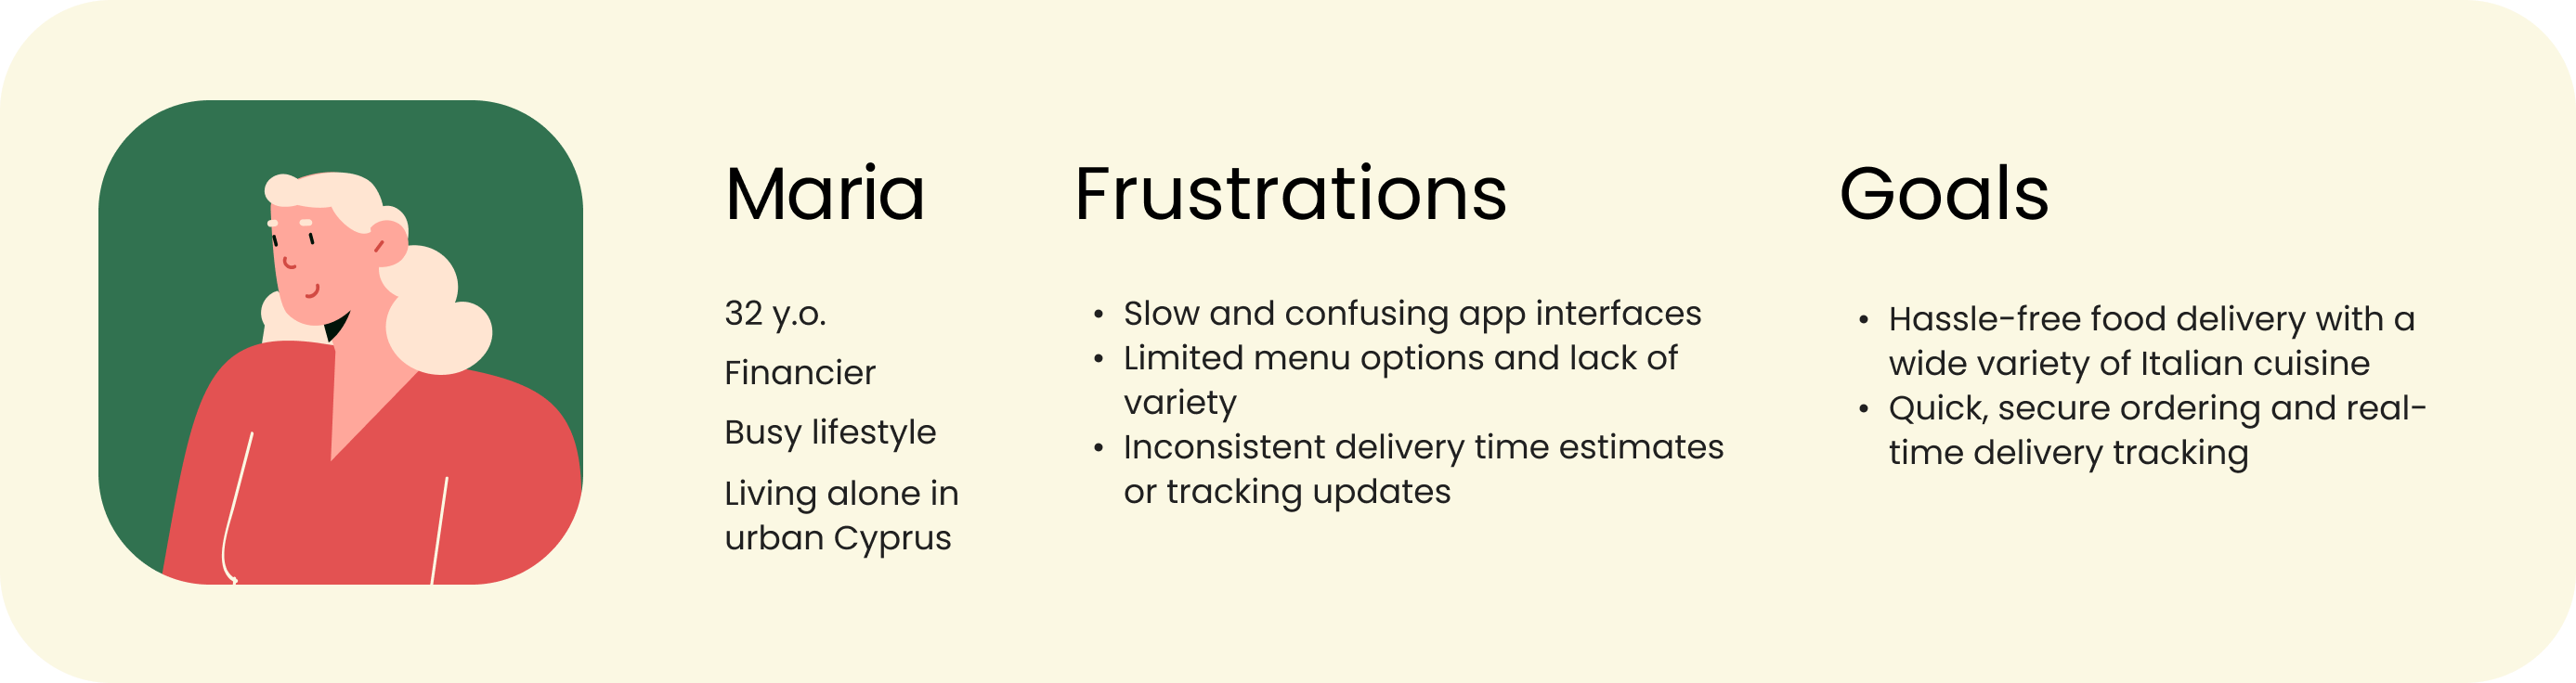 Maria
32 y.o.
Financier
Busy lifestyle
Living alone in
urban Cyprus
Frustrations
• Slow and confusing app interfaces
• Limited menu options and lack of
variety
• Inconsistent delivery time estimates
or tracking updates
Goals
• Hassle-free food delivery with a
wide variety of Italian cuisine
• Quick, secure ordering and real-
time delivery tracking